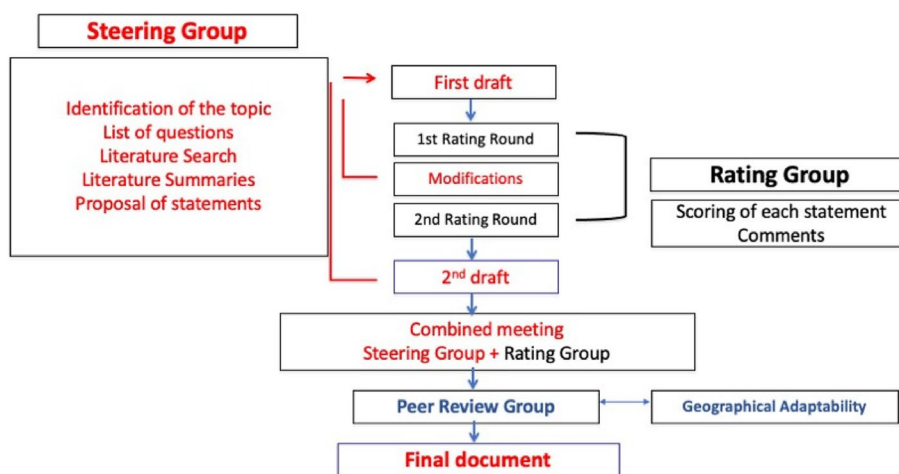 Steering Group
Identification of the topic
List of questions
Literature Search
Literature Summaries
Proposal of statements
First draft
1st Rating Round
Modifications
2nd Rating Round
Rating Group
Scoring of each statement
Comments
2nd draft
Combined meeting
Steering Group + Rating Group
Peer Review Group
Geographical Adaptability
Final document